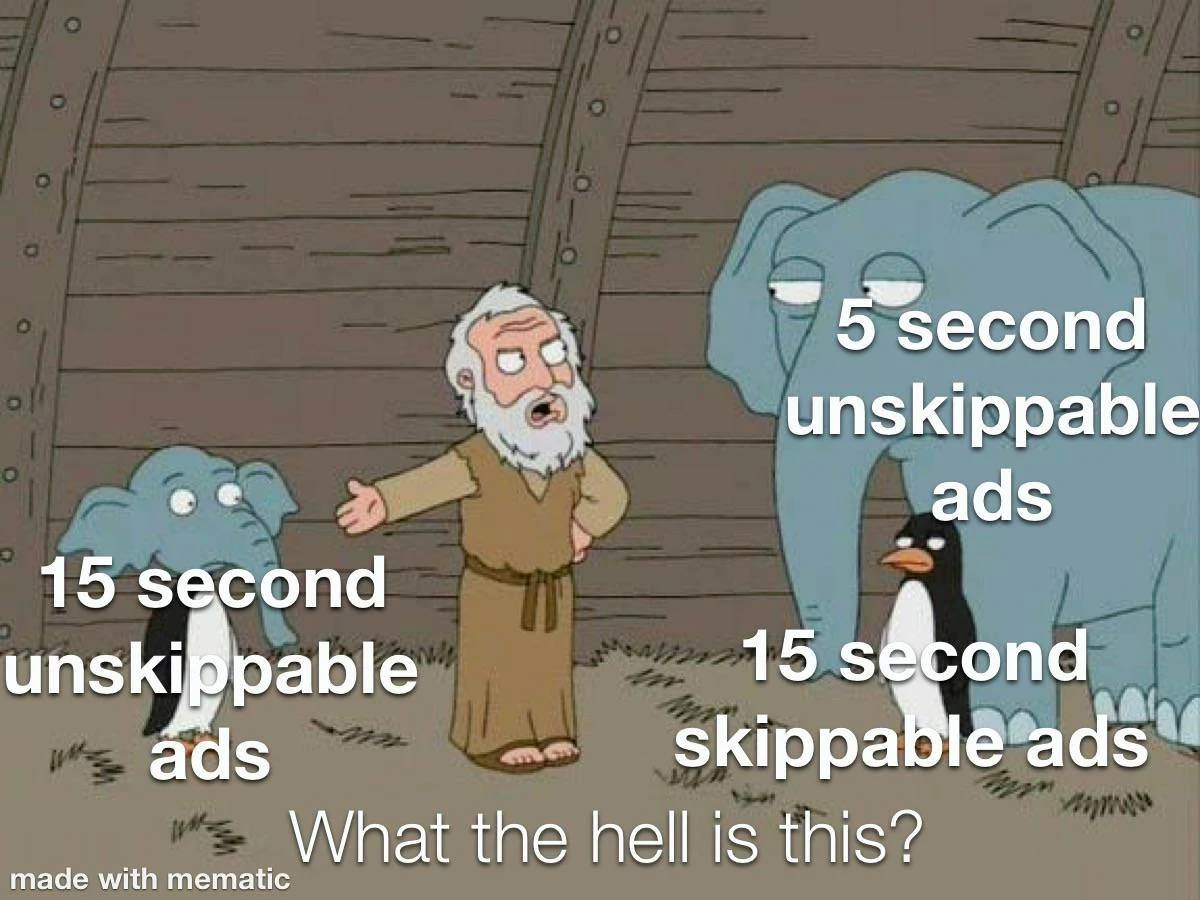 5 second
unskippable
ads
15 second
unskippable
ads
15 second
skippable ads
What the hell is this?
made with mematic